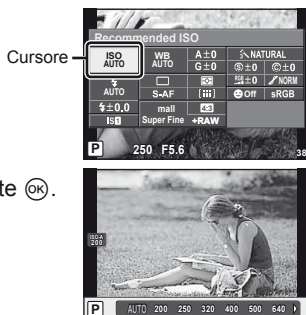 Recommended ISO
Cursore
ISO AUTO WB AUTO A±0 G±0 NATURAL
S±0 C±0
AUTO S-AF ±0 NORM
Off sRGB
±0.0 mall Super Fine 4:3 +RAW
IS1
P 250 F5.6 38
te OK.
ISO-A 200
P AUTO 200 250 320 400 500 640